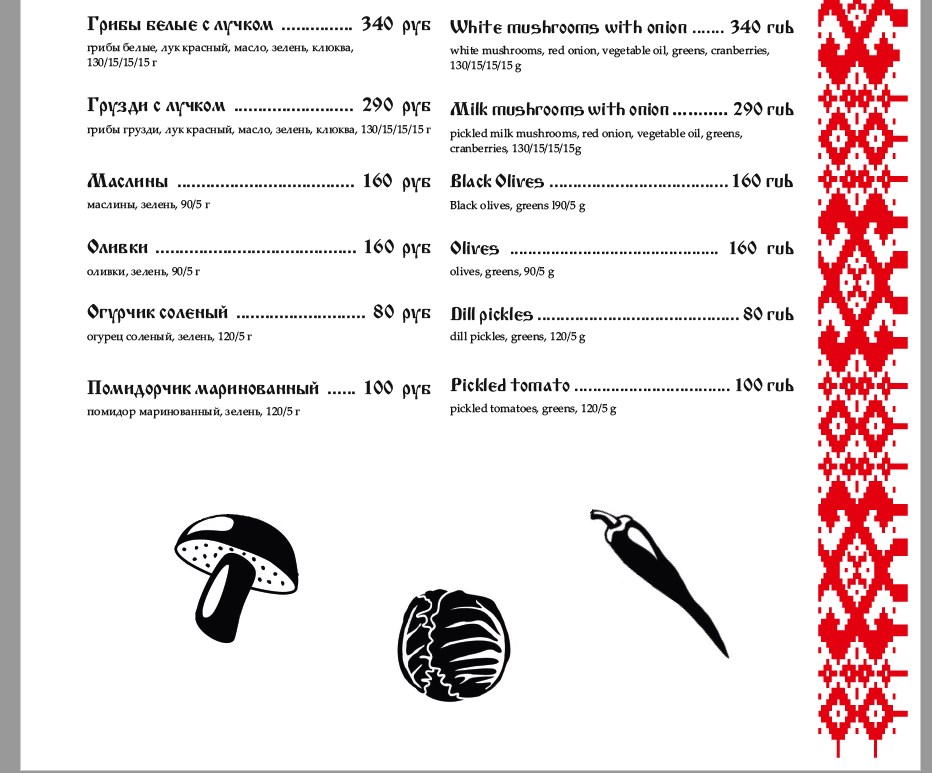 Грибы белые с лучком .............. 340 руб
грибы белые, лук красный, масло, зелень, клюква,
130/15/15/15 г
Грузди с лучком ....................... 290 руб
грибы грузди, лук красный, масло, зелень, клюква, 130/15/15/15 г
Маслины .................................. 160 руб
маслины, зелень, 90/5 г
Оливки ...................................... 160 руб
оливки, зелень, 90/5 г
Огурчик соленый ......................... 80 руб
огурец соленый, зелень, 120/5 г
Помидорчик маринованный ...... 100 руб
помидор маринованный, зелень, 120/5 г
White mushrooms with onion ....... 340 rub
white mushrooms, red onion, vegetable oil, greens, cranberries,
130/15/15/15 g
Milk mushrooms with onion ........... 290 rub
pickled milk mushrooms, red onion, vegetable oil, greens,
cranberries, 130/15/15/15g
Black Olives .................................. 160 rub
Black olives, greens l90/5 g
Olives ........................................ 160 rub
olives, greens, 90/5 g
Dill pickles ....................................... 80 rub
dill pickles, greens, 120/5 g
Pickled tomato .............................. 100 rub
pickled tomatoes, greens, 120/5 g